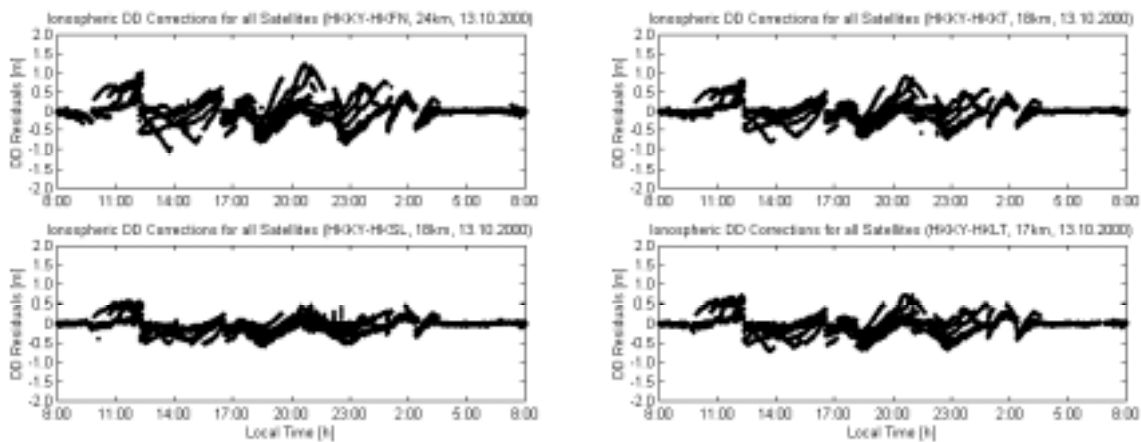 Ionospheric DD Corrections for all Satellites (HKKY-HKFN, 24km, 13.10.2000)
2.0
1.5
1.0
0.5
0
-0.5
-1.0
-1.5
-2.0
DD Residuals [m]
8:00 11:00 14:00 17:00 20:00 23:00 2:00 5:00 8:00
Ionospheric DD Corrections for all Satellites (HKKY-HKKT, 18km, 13.10.2000)
2.0
1.5
1.0
0.5
0
-0.5
-1.0
-1.5
-2.0
DD Residuals [m]
8:00 11:00 14:00 17:00 20:00 23:00 2:00 5:00 8:00
Ionospheric DD Corrections for all Satellites (HKKY-HKSL, 18km, 13.10.2000)
2.0
1.5
1.0
0.5
0
-0.5
-1.0
-1.5
-2.0
DD Residuals [m]
8:00 11:00 14:00 17:00 20:00 23:00 2:00 5:00 8:00
Local Time [h]
Ionospheric DD Corrections for all Satellites (HKKY-HKLT, 17km, 13.10.2000)
2.0
1.5
1.0
0.5
0
-0.5
-1.0
-1.5
-2.0
DD Residuals [m]
8:00 11:00 14:00 17:00 20:00 23:00 2:00 5:00 8:00
Local Time [h]